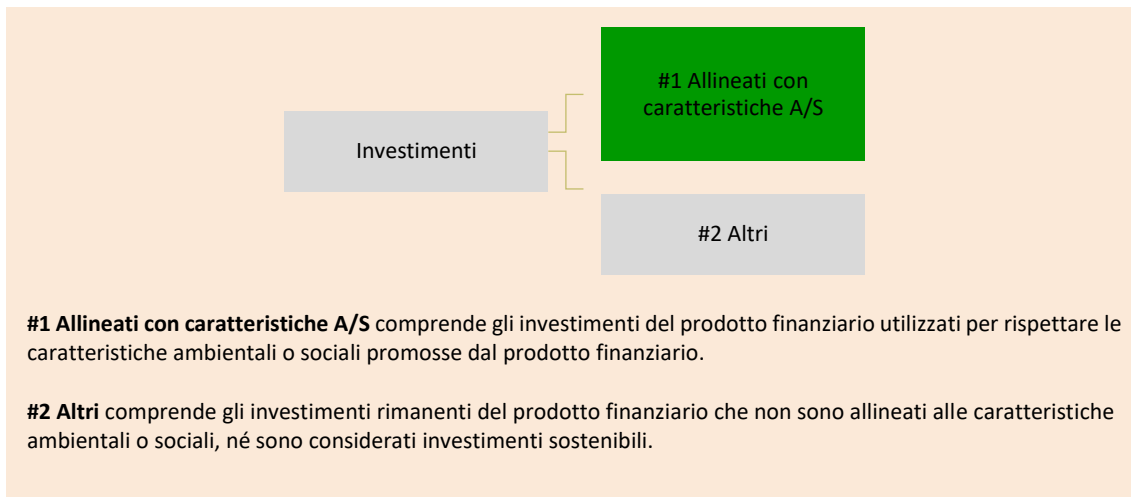 #1 Allineati con
caratteristiche A/S
Investimenti
#2 Altri
#1 Allineati con caratteristiche A/S comprende gli investimenti del prodotto finanziario utilizzati per rispettare le
caratteristiche ambientali o sociali promosse dal prodotto finanziario.
#2 Altri comprende gli investimenti rimanenti del prodotto finanziario che non sono allineati alle caratteristiche
ambientali o sociali, né sono considerati investimenti sostenibili.